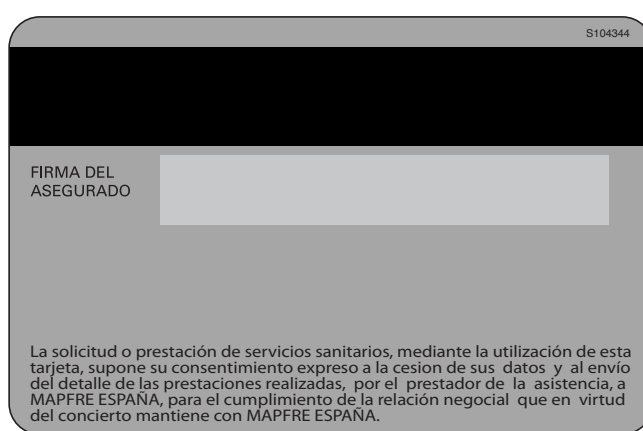 S104344
FIRMA DEL
ASEGURADO
La solicitud o prestación de servicios sanitarios, mediante la utilización de esta
tarjeta, supone su consentimiento expreso a la cesion de sus datos y al envío
del detalle de las prestaciones realizadas, por el prestador de la asistencia, a
MAPFRE ESPAÑA, para el cumplimiento de la relación negocial que en virtud
del concierto mantiene con MAPFRE ESPAÑA.